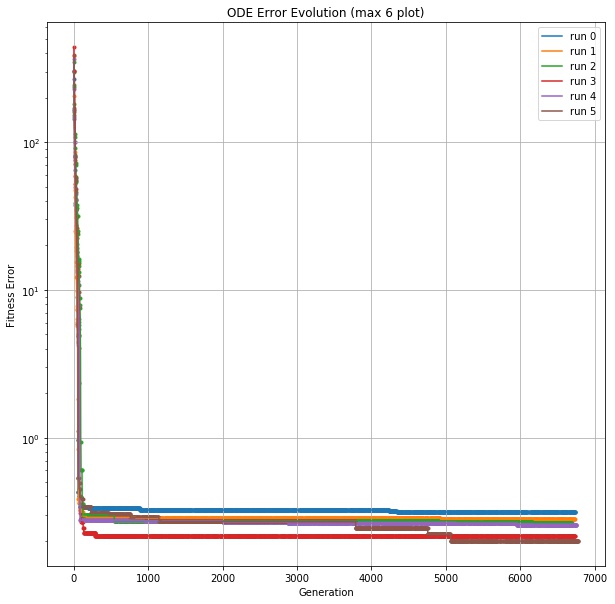 ODE Error Evolution (max 6 plot)
run 0
run 1
run 2
run 3
run 4
run 5
10²
10¹
10⁰
Fitness Error
0 1000 2000 3000 4000 5000 6000 7000
Generation